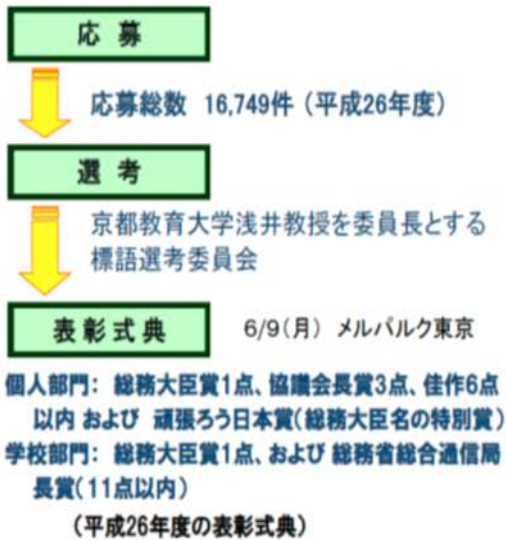 応 募
応募総数 16,749件（平成26年度）
選 考
京都教育大学浅井教授を委員長とする
標語選考委員会
表彰式典
6/9（月） メルパルク東京
個人部門： 総務大臣賞1点、協議会長賞3点、佳作6点
以内 および 頑張ろう日本賞（総務大臣名の特別賞）
学校部門： 総務大臣賞1点、および 総務省総合通信局
長賞（11点以内）
（平成26年度の表彰式典）